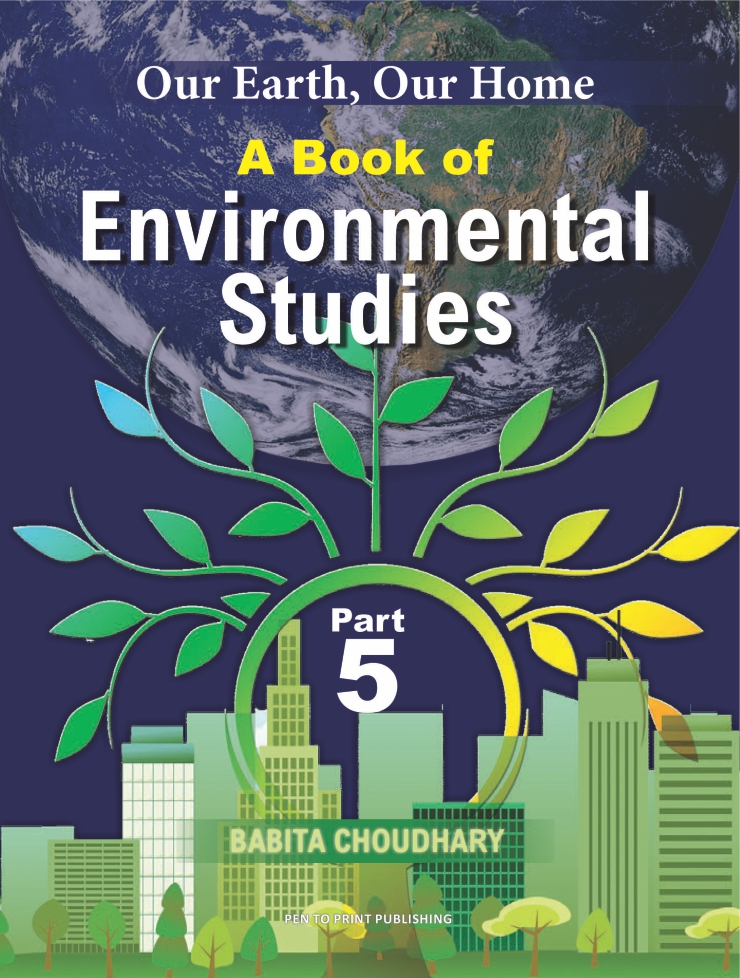 Our Earth, Our Home
A Book of
Environmental
Studies
Part
5
BABITA CHOUDHARY
PEN TO PRINT PUBLISHING